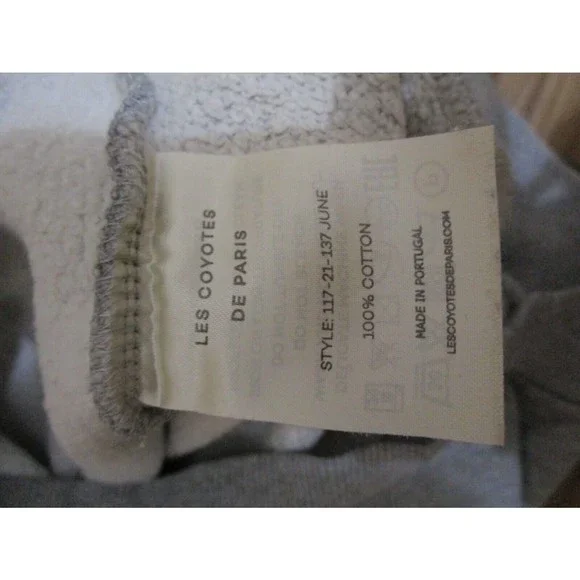 LES COYOTES
DE PARIS
STYLE: 117-21-137 JUNE
100% COTTON
MADE IN PORTUGAL
LESCOYOTESDEPARIS.COM